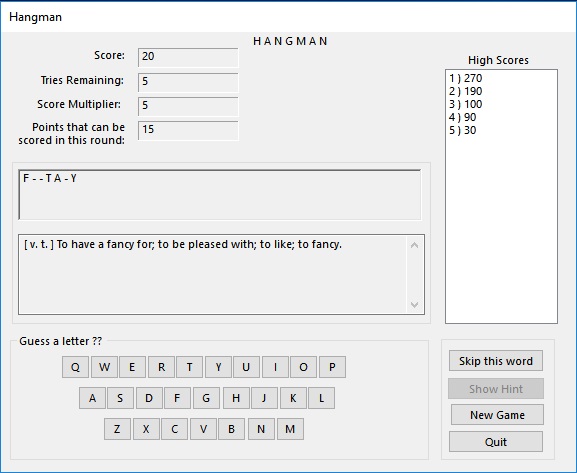 Hangman
H A N G M A N
Score: 20
Tries Remaining: 5
Score Multiplier: 5
Points that can be
scored in this round: 15
High Scores
1 ) 270
2 ) 190
3 ) 100
4 ) 90
5 ) 30
F - - T A - Y
[ v. t. ] To have a fancy for; to be pleased with; to like; to fancy.
Guess a letter ??
Q W E R T Y U I O P
A S D F G H J K L
Z X C V B N M
Skip this word
Show Hint
New Game
Quit